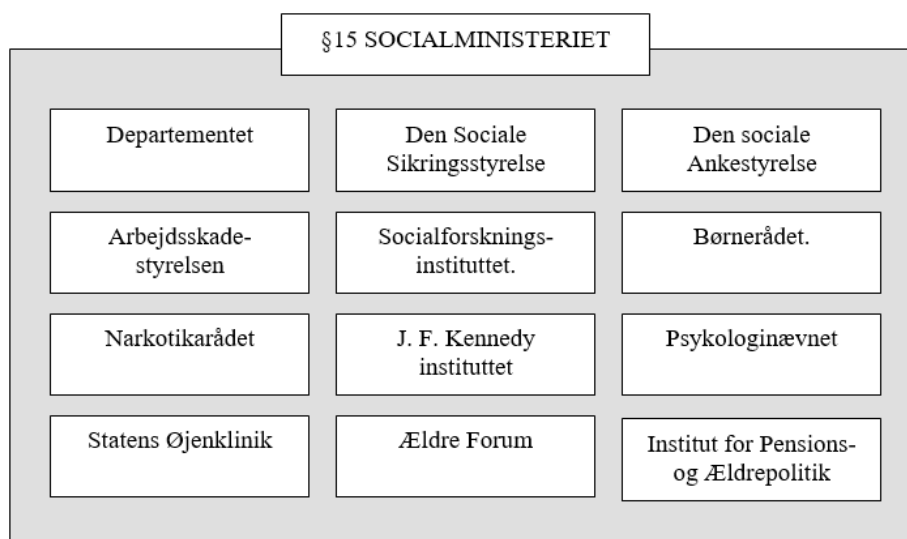 §15 SOCIALMINISTERIET
Departementet
Den Sociale
Sikringsstyrelse
Den sociale
Ankestyrelse
Arbejdsskade-
styrelsen
Socialforsknings-
instituttet.
Børnerådet.
Narkotikarådet
J. F. Kennedy
instituttet
Psykologinævnet
Statens Øjenklinik
Ældre Forum
Institut for Pensions-
og Ældrepolitik